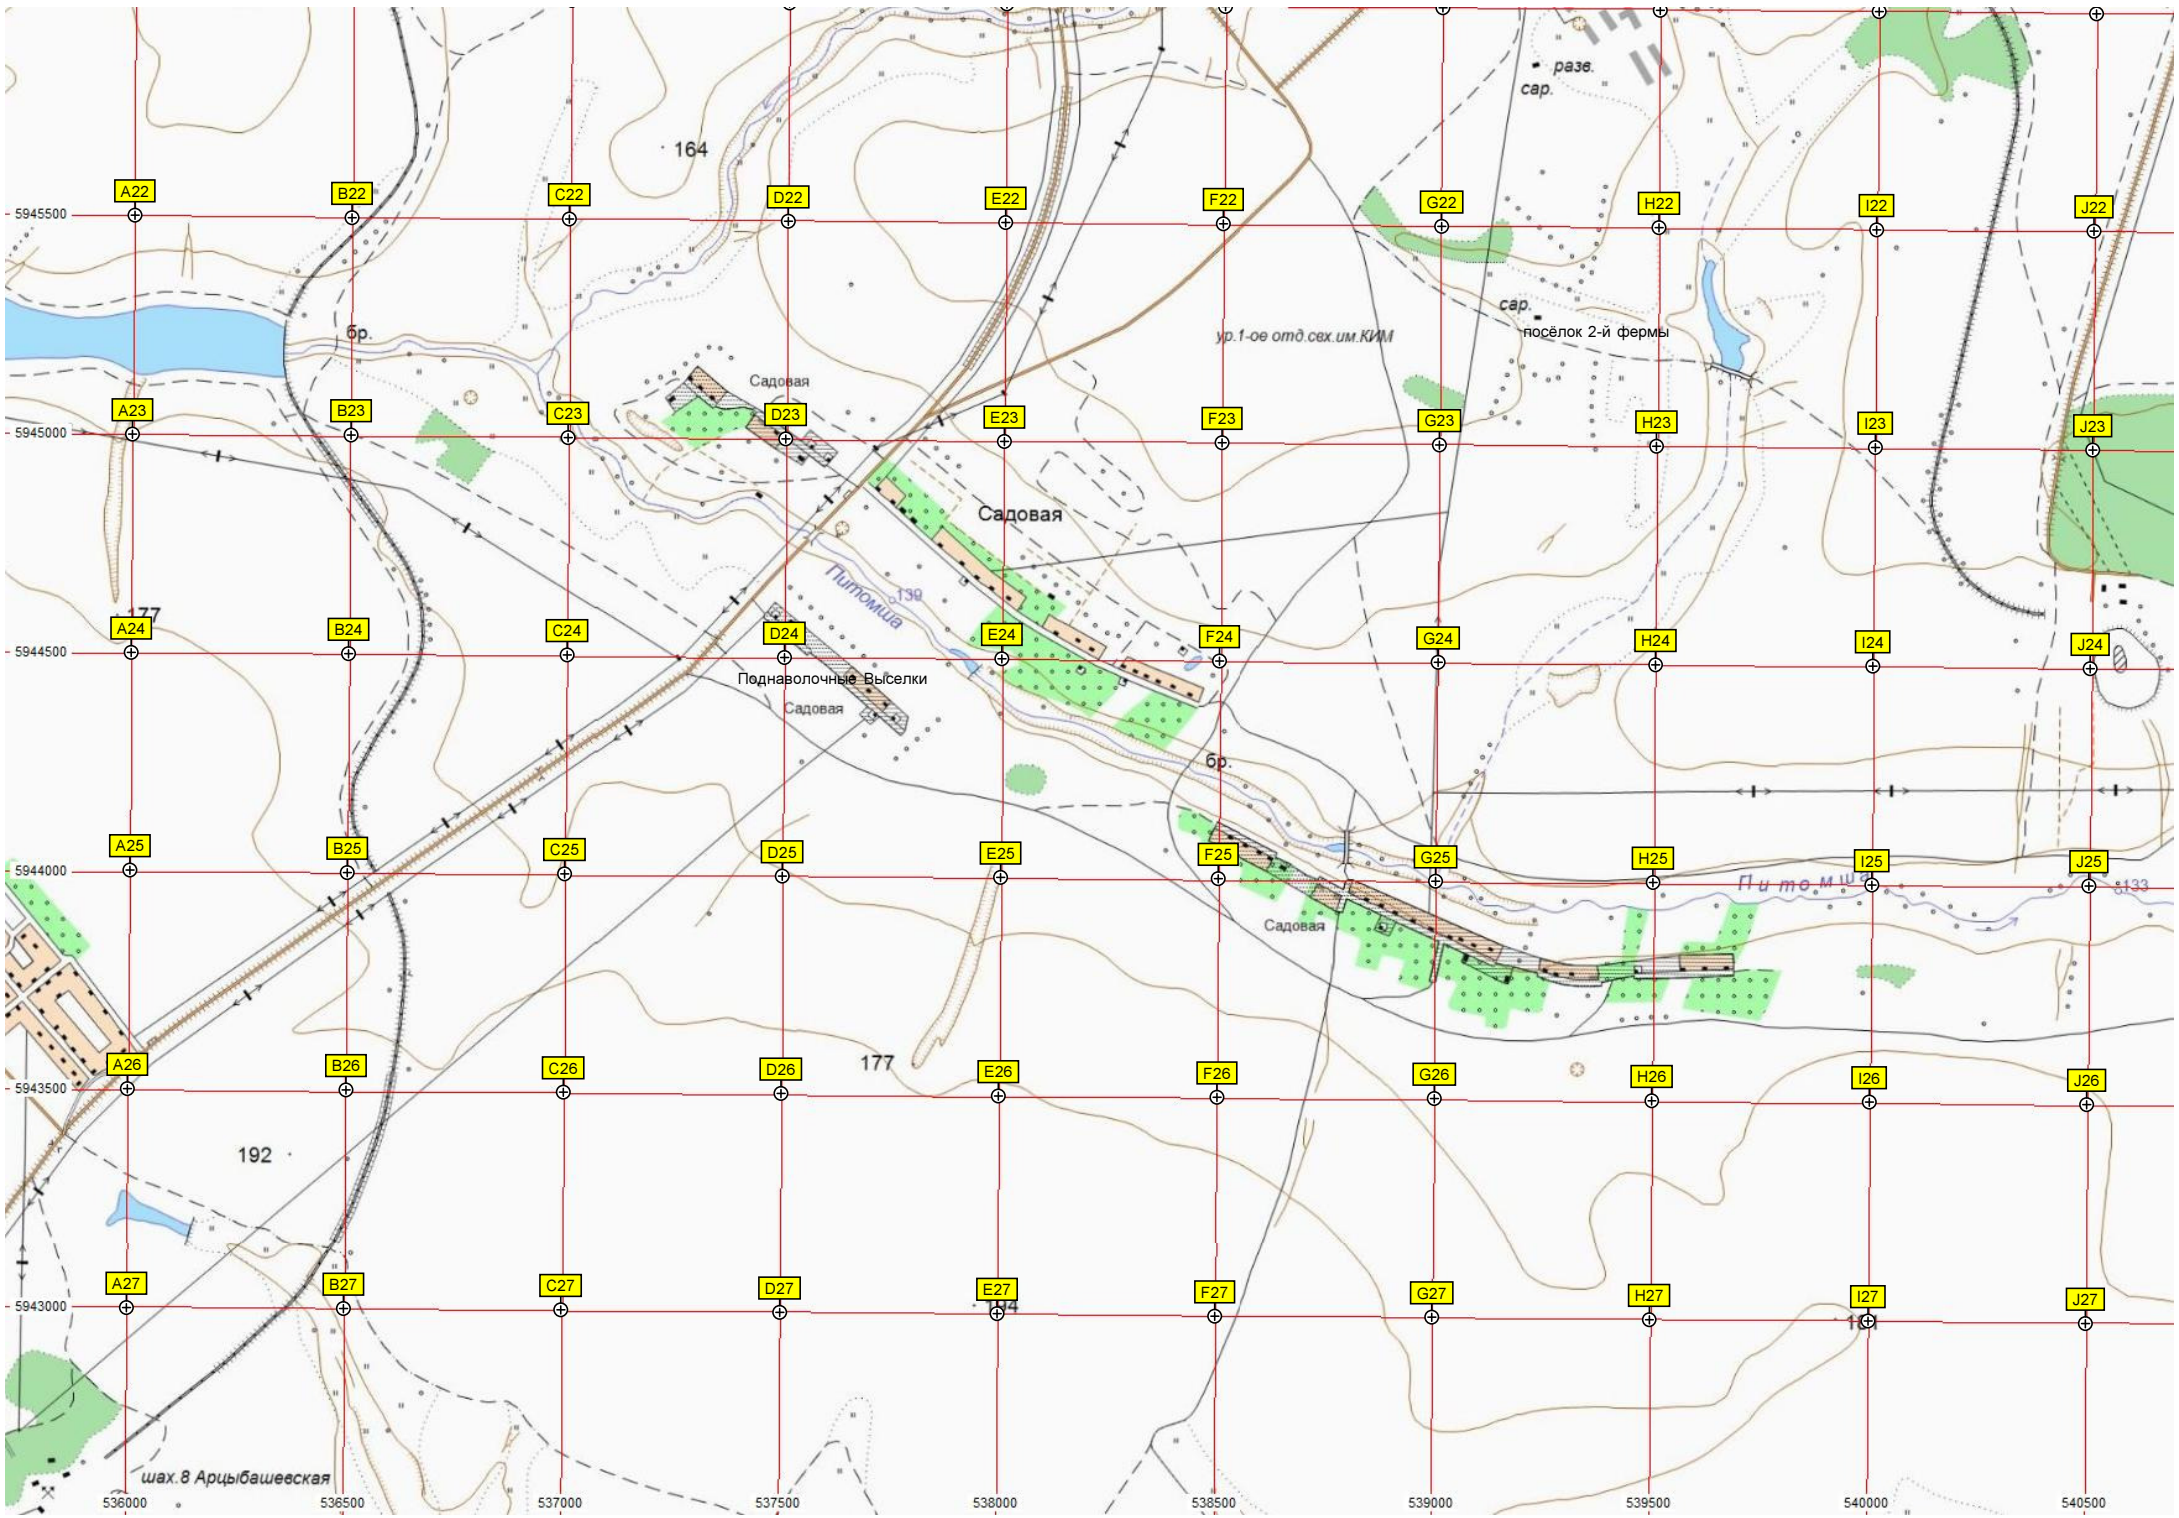 разв.
сар.
164
A22
B22
C22
D22
E22
F22
G22
H22
I22
J22
5945500
сар.
бр.
ур.1-ое отд.свх.им.КИМ
посёлок 2-й фермы
Садовая
A23
B23
C23
D23
E23
F23
G23
H23
I23
J23
5945000
Садовая
Питомша
139
177
A24
B24
C24
D24
E24
F24
G24
H24
I24
J24
5944500
Поднаволочные Выселки
Садовая
бр.
A25
B25
C25
D25
E25
F25
G25
H25
I25
J25
5944000
Питомша
133
Садовая
177
A26
B26
C26
D26
E26
F26
G26
H26
I26
J26
5943500
192
A27
B27
C27
D27
E27
F27
G27
H27
I27
J27
5943000
194
181
шах.8 Арцыбашевская
536000
536500
537000
537500
538000
538500
539000
539500
540000
540500